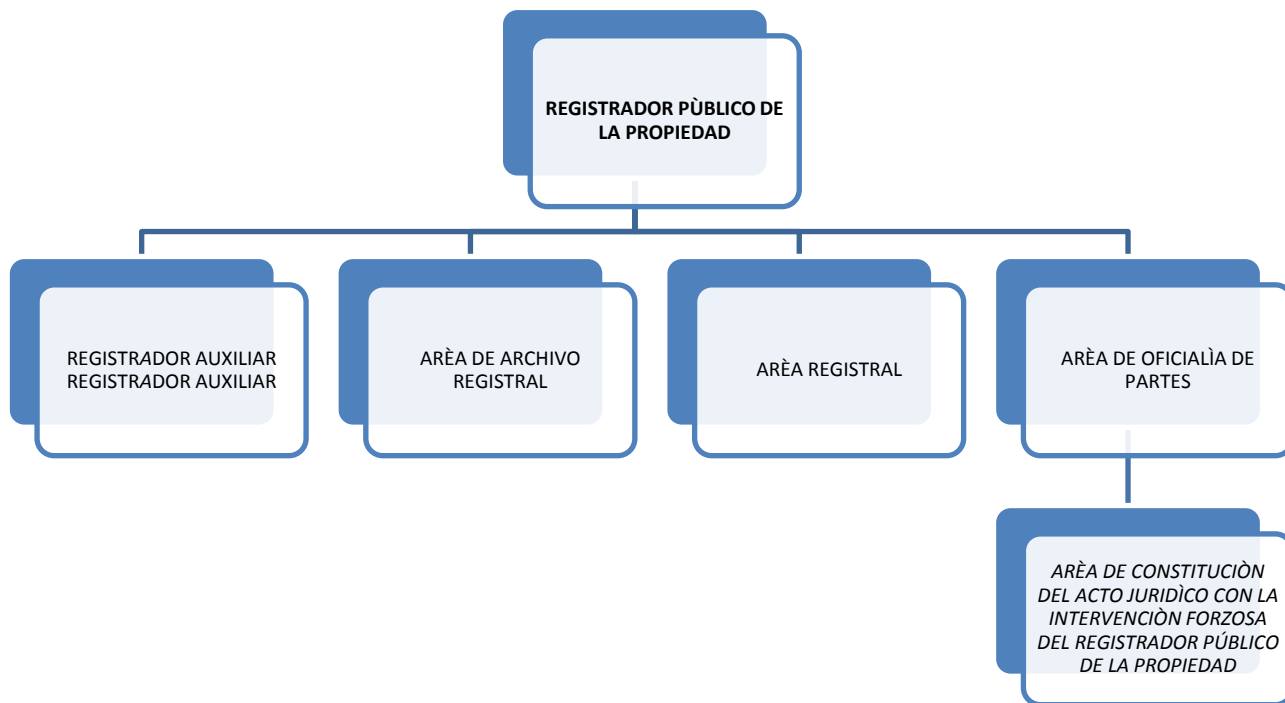 REGISTRADOR PÙBLICO DE
LA PROPIEDAD
REGISTRADOR AUXILIAR
REGISTRADOR AUXILIAR
ARÈA DE ARCHIVO
REGISTRAL
ARÈA REGISTRAL
ARÈA DE OFICIALÌA DE
PARTES
ARÈA DE CONSTITUCIÒN
DEL ACTO JURIDÌCO CON LA
INTERVENCIÒN FORZOSA
DEL REGISTRADOR PÚBLICO
DE LA PROPIEDAD